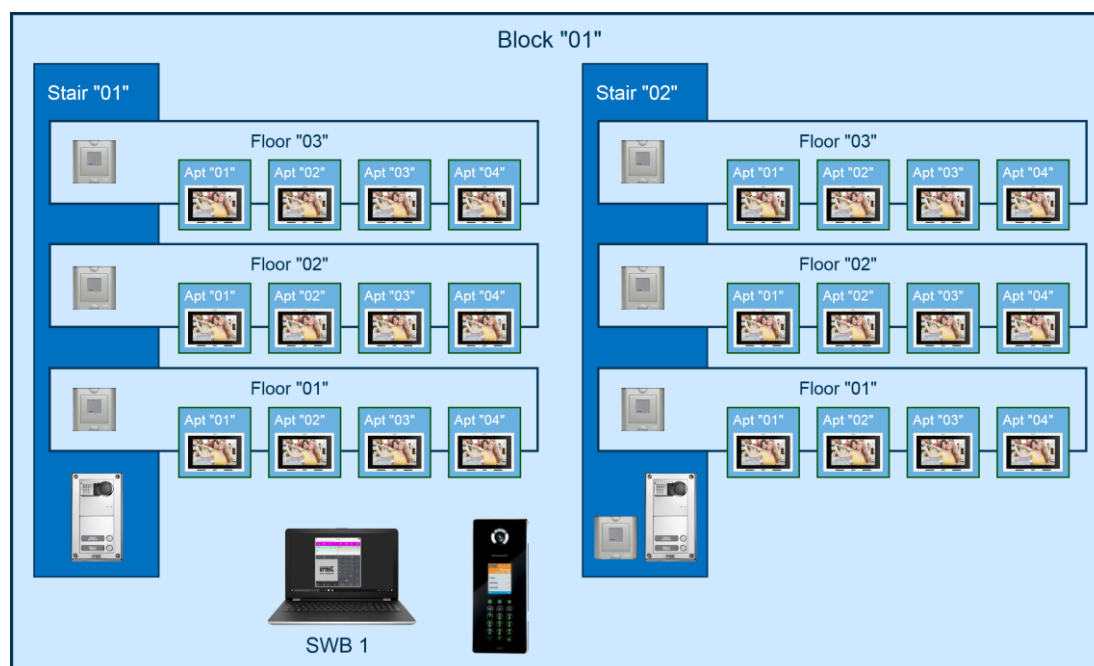 Block "01"
Stair "01"
Floor "03"
Apt "01" Apt "02" Apt "03" Apt "04"
Floor "02"
Apt "01" Apt "02" Apt "03" Apt "04"
Floor "01"
Apt "01" Apt "02" Apt "03" Apt "04"
Stair "02"
Floor "03"
Apt "01" Apt "02" Apt "03" Apt "04"
Floor "02"
Apt "01" Apt "02" Apt "03" Apt "04"
Floor "01"
Apt "01" Apt "02" Apt "03" Apt "04"
SWB 1